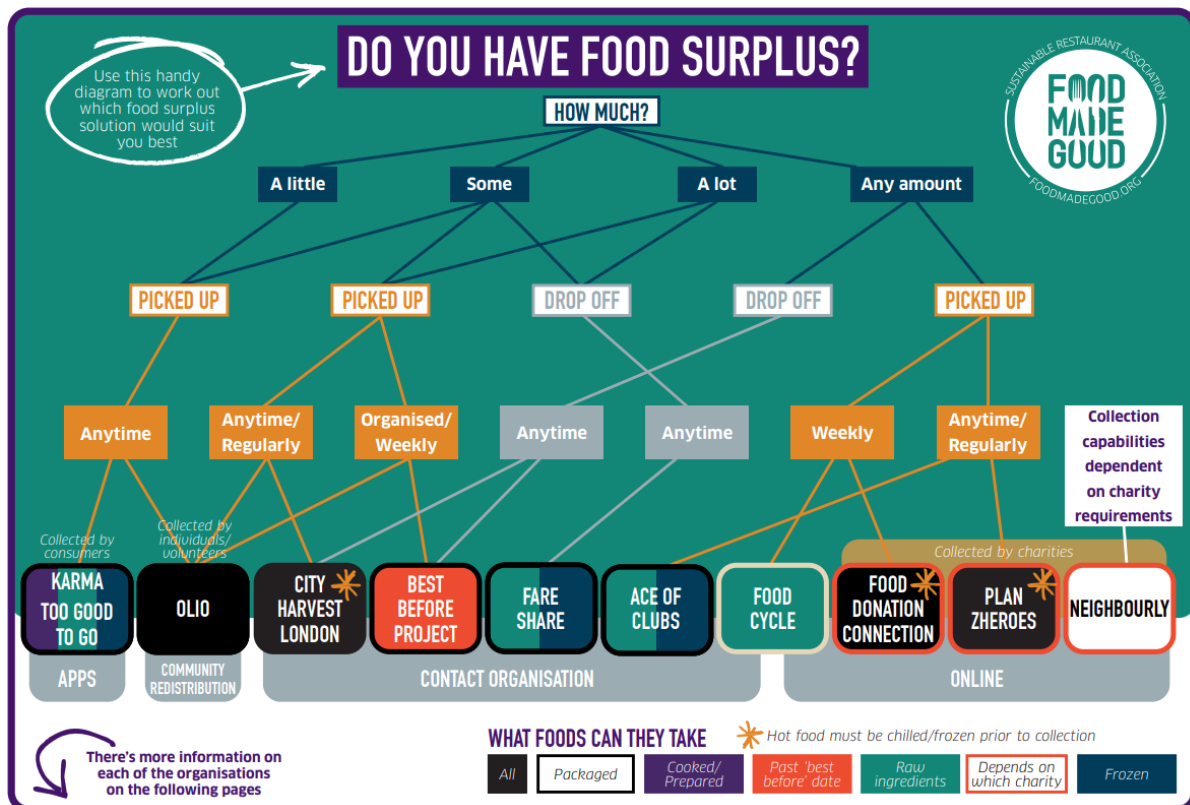 DO YOU HAVE FOOD SURPLUS?
Use this handy
diagram to work out
which food surplus
solution would suit
you best
SUSTAINABLE RESTAURANT ASSOCIATION
FOOD
MADE
GOOD
FOODMADEGOOD.ORG
HOW MUCH?
A little
Some
A lot
Any amount
PICKED UP
PICKED UP
DROP OFF
DROP OFF
PICKED UP
Anytime
Anytime/
Regularly
Organised/
Weekly
Anytime
Anytime
Weekly
Anytime/
Regularly
Collection
capabilities
dependent
on charity
requirements
Collected by
consumers
Collected by
individuals/
volunteers
Collected by charities
KARMA
TOO GOOD
TO GO
OLIO
CITY
HARVEST
LONDON
BEST
BEFORE
PROJECT
FARE
SHARE
ACE OF
CLUBS
FOOD
CYCLE
FOOD
DONATION
CONNECTION
PLAN
ZHEROES
NEIGHBOURLY
APPS
COMMUNITY
REDISTRIBUTION
CONTACT ORGANISATION
ONLINE
There's more information on
each of the organisations
on the following pages
WHAT FOODS CAN THEY TAKE
Hot food must be chilled/frozen prior to collection
All
Packaged
Cooked/
Prepared
Past 'best
before' date
Raw
ingredients
Depends on
which charity
Frozen